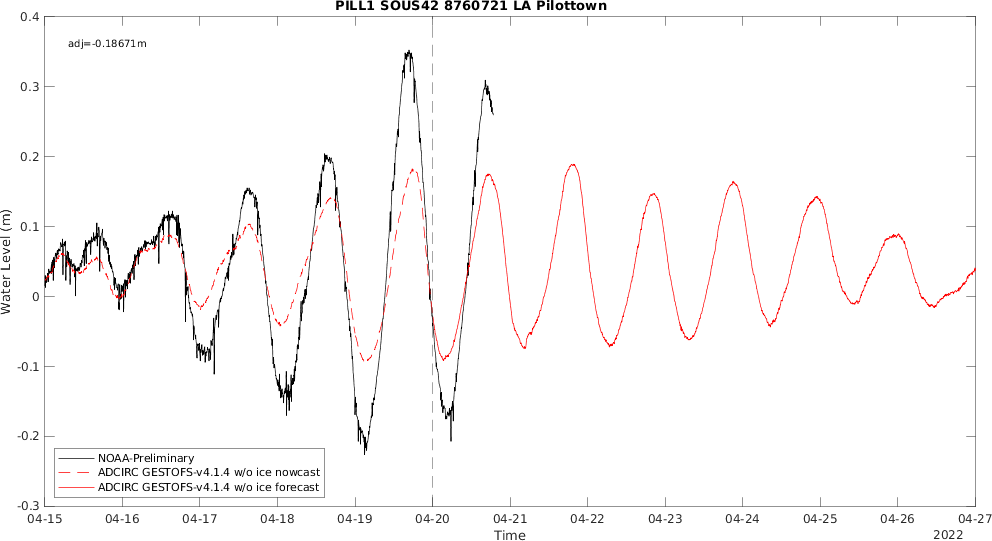 PILL1 SOUS42 8760721 LA Pilottown
adj=-0.18671m
Water Level (m)
0.4
0.3
0.2
0.1
0
-0.1
-0.2
-0.3
NOAA-Preliminary
ADCIRC GESTOFS-v4.1.4 w/o ice nowcast
ADCIRC GESTOFS-v4.1.4 w/o ice forecast
04-15 04-16 04-17 04-18 04-19 04-20 04-21 04-22 04-23 04-24 04-25 04-26 04-27
Time
2022